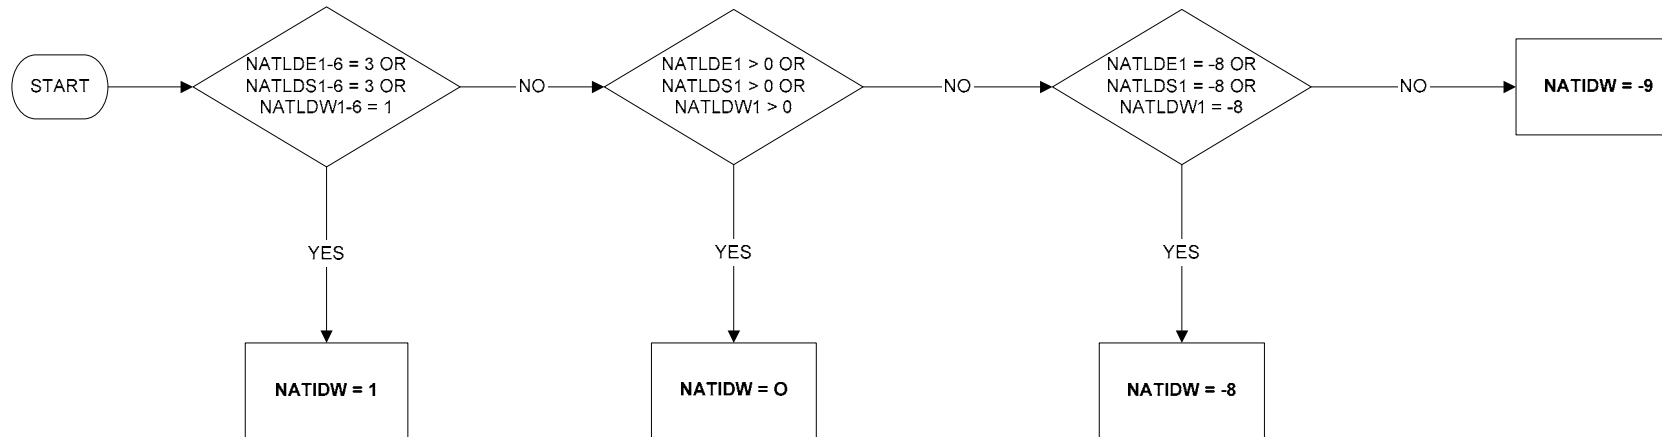 START
NATLDE1-6 = 3 OR
NATLDS1-6 = 3 OR
NATLDW1-6 = 1
NO
NATLDE1 > 0 OR
NATLDS1 > 0 OR
NATLDW1 > 0
NO
NATLDE1 = -8 OR
NATLDS1 = -8 OR
NATLDW1 = -8
NO
NATIDW = -9
YES
YES
YES
NATIDW = 1
NATIDW = O
NATIDW = -8